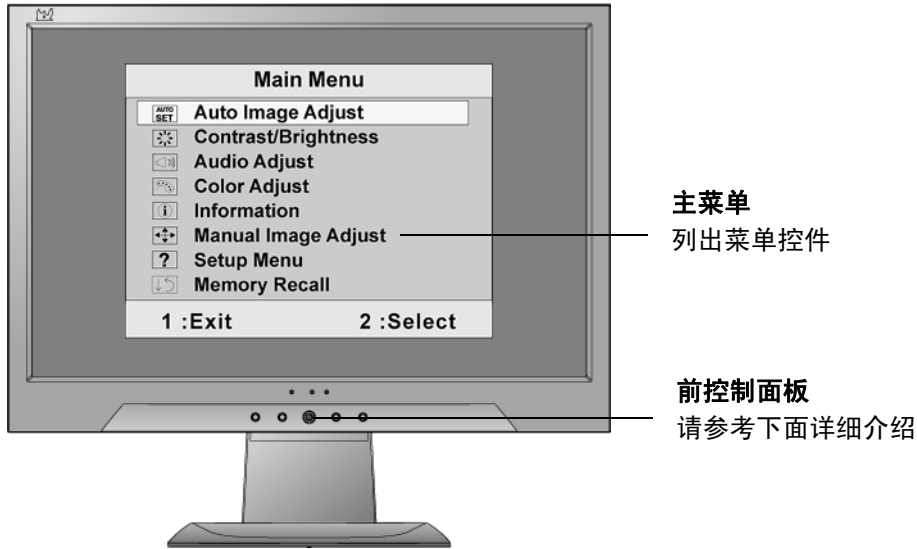 Main Menu
AUTO SET
Auto Image Adjust
Contrast/Brightness
Audio Adjust
Color Adjust
Information
Manual Image Adjust
Setup Menu
Memory Recall
1 :Exit 2 :Select
主菜单
列出菜单控件
前控制面板
请参考下面详细介绍